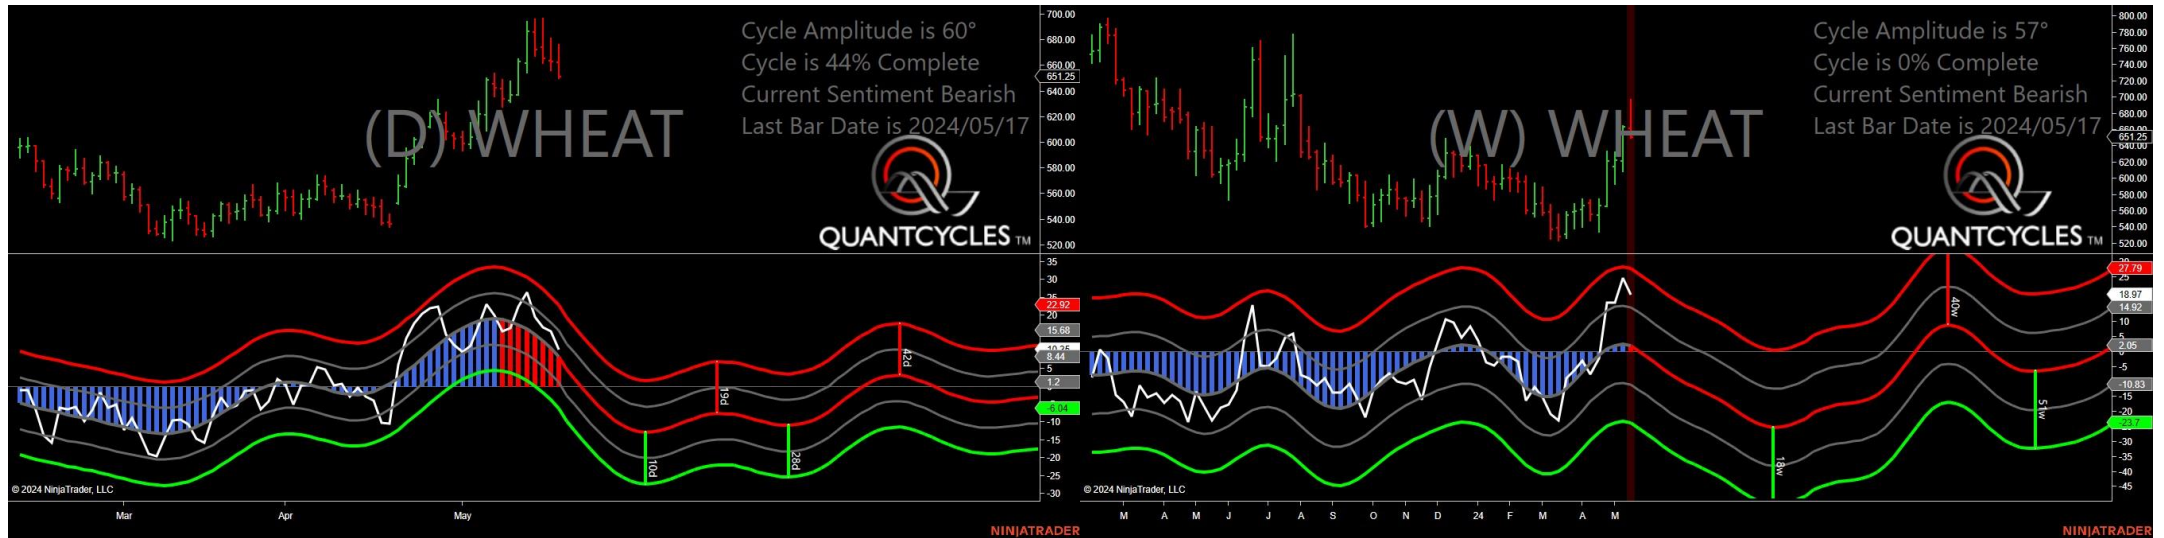 Cycle Amplitude is 60°
Cycle is 44% Complete
Current Sentiment Bearish
Last Bar Date is 2024/05/17
(D) WHEAT
QUANTCYCLES TM
700.00
680.00
660.00
651.25
640.00
620.00
600.00
580.00
560.00
540.00
520.00
35
30
25
22.92
20
15.68
8.44
5
1.2
-6.04
-10
-15
-20
-25
-30
10d
19d
28d
42d
© 2024 NinjaTrader, LLC
Mar
Apr
May
NINJATRADER
Cycle Amplitude is 57°
Cycle is 0% Complete
Current Sentiment Bearish
Last Bar Date is 2024/05/17
(W) WHEAT
QUANTCYCLES TM
800.00
780.00
760.00
740.00
720.00
700.00
680.00
651.25
640.00
620.00
600.00
580.00
560.00
540.00
520.00
27.79
25
18.97
14.92
10
5
2.05
-5
-10.83
-15
-20
-23.7
-30
-35
-40
-45
18w
40w
51w
© 2024 NinjaTrader, LLC
M A M J J A S O N D 24 F M A M
NINJATRADER